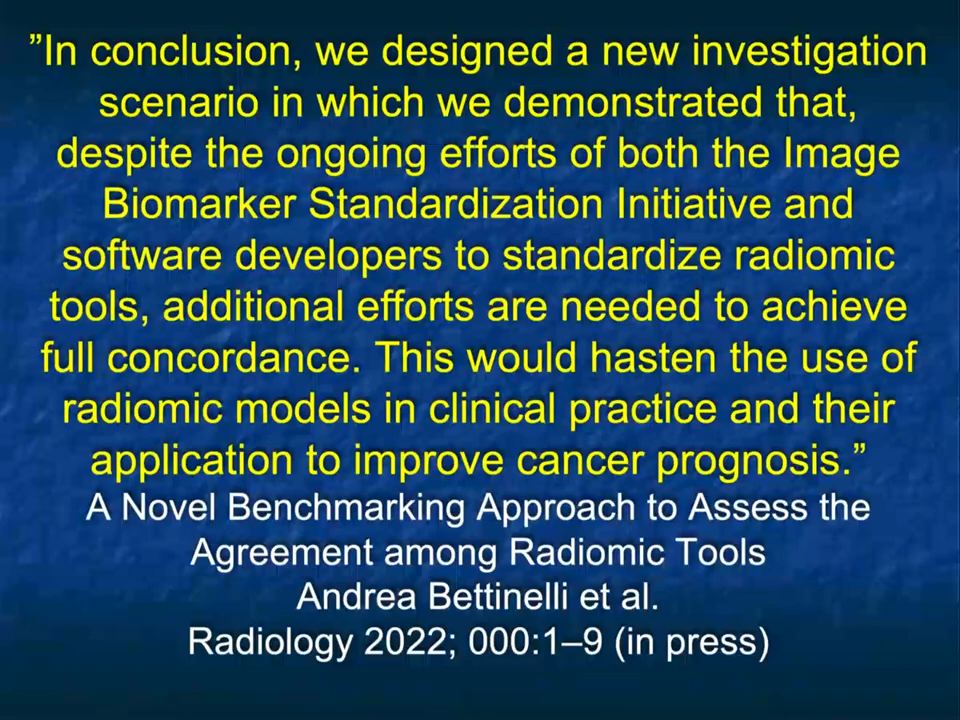 ”In conclusion, we designed a new investigation
scenario in which we demonstrated that,
despite the ongoing efforts of both the Image
Biomarker Standardization Initiative and
software developers to standardize radiomic
tools, additional efforts are needed to achieve
full concordance. This would hasten the use of
radiomic models in clinical practice and their
application to improve cancer prognosis.”
A Novel Benchmarking Approach to Assess the
Agreement among Radiomic Tools
Andrea Bettinelli et al.
Radiology 2022; 000:1–9 (in press)